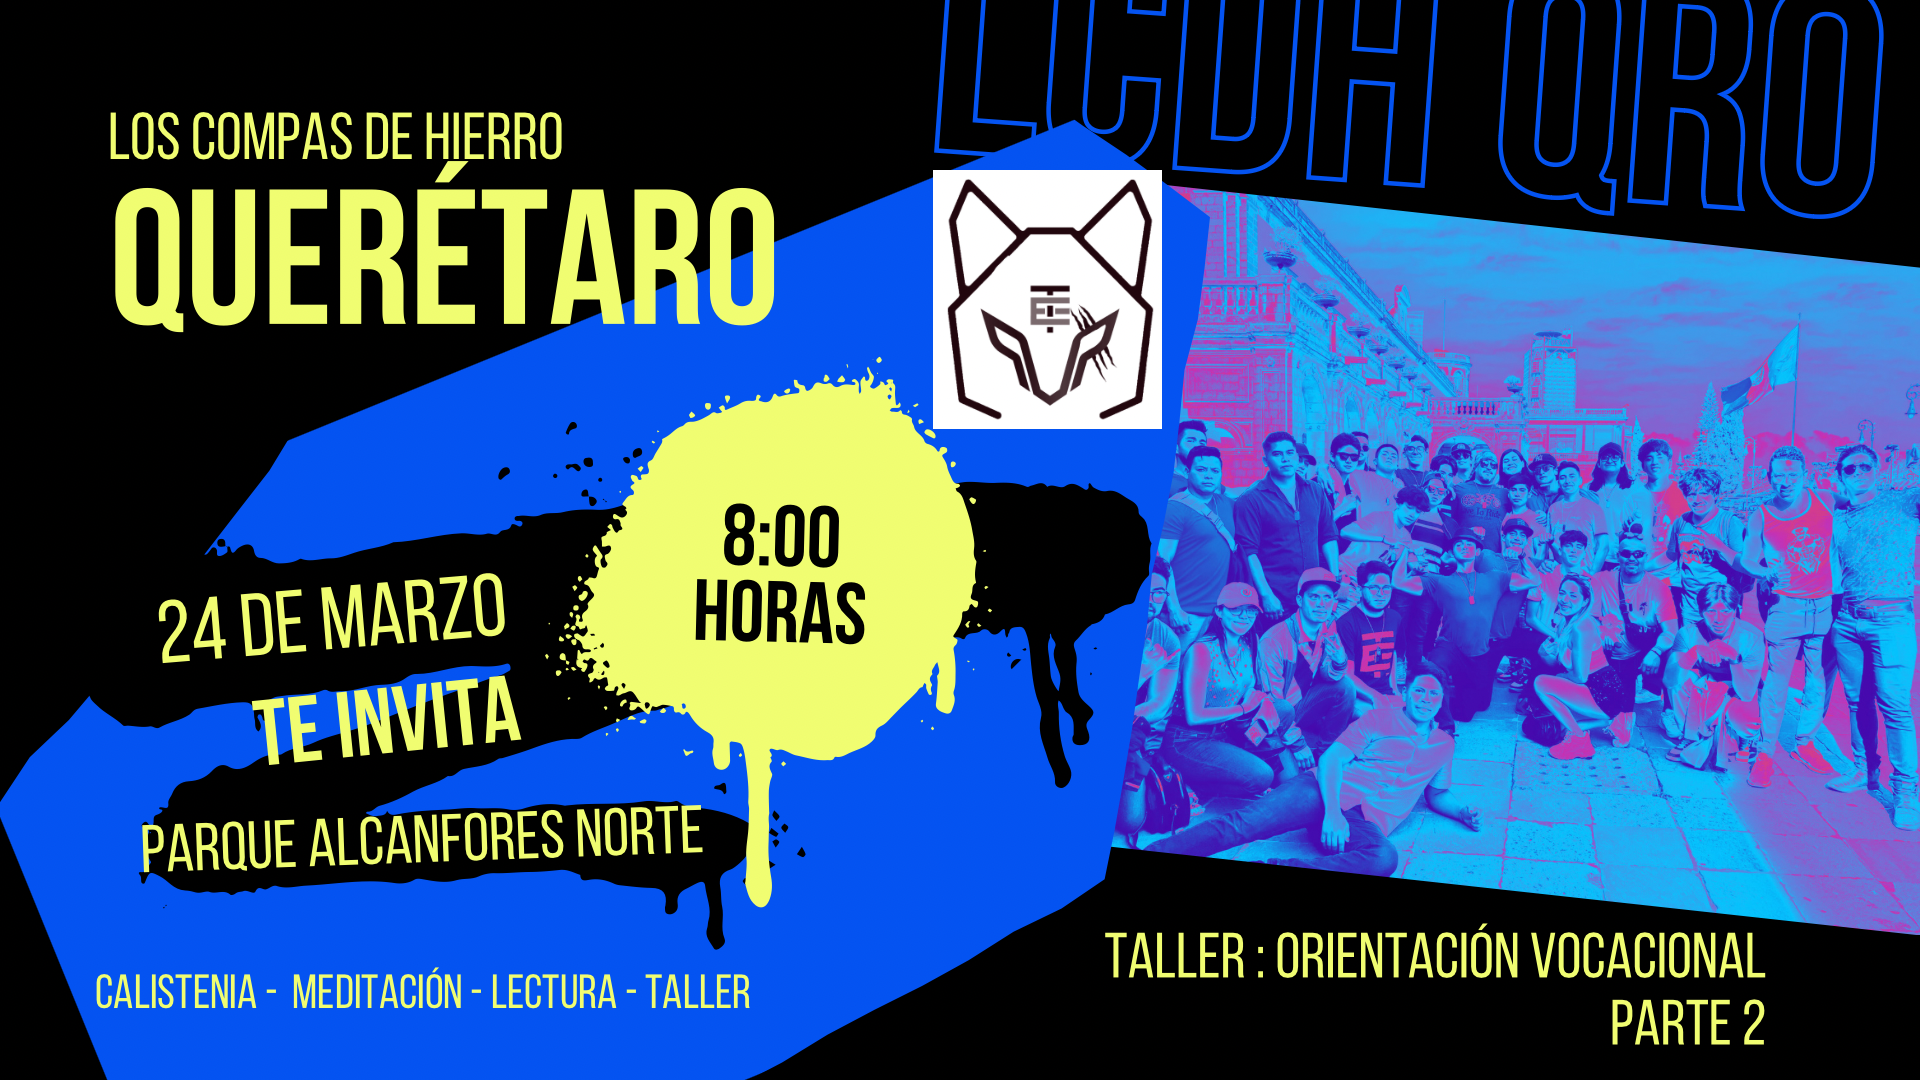 LCDH QRO
LOS COMPAS DE HIERRO
QUERÉTARO
8:00
HORAS
24 DE MARZO
TE INVITA
PARQUE ALCANFORES NORTE
CALISTENIA - MEDITACIÓN - LECTURA - TALLER
TALLER : ORIENTACIÓN VOCACIONAL
PARTE 2